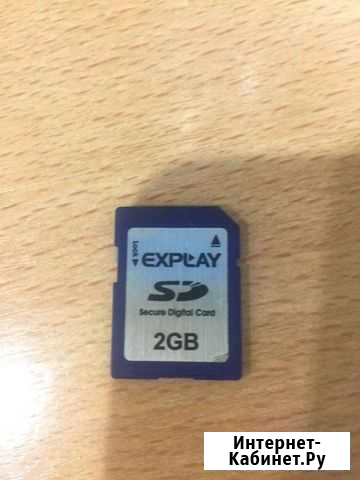 Lock
EXPLAY
SD
Secure Digital Card
2GB
Интернет-
Кабинет.Ру